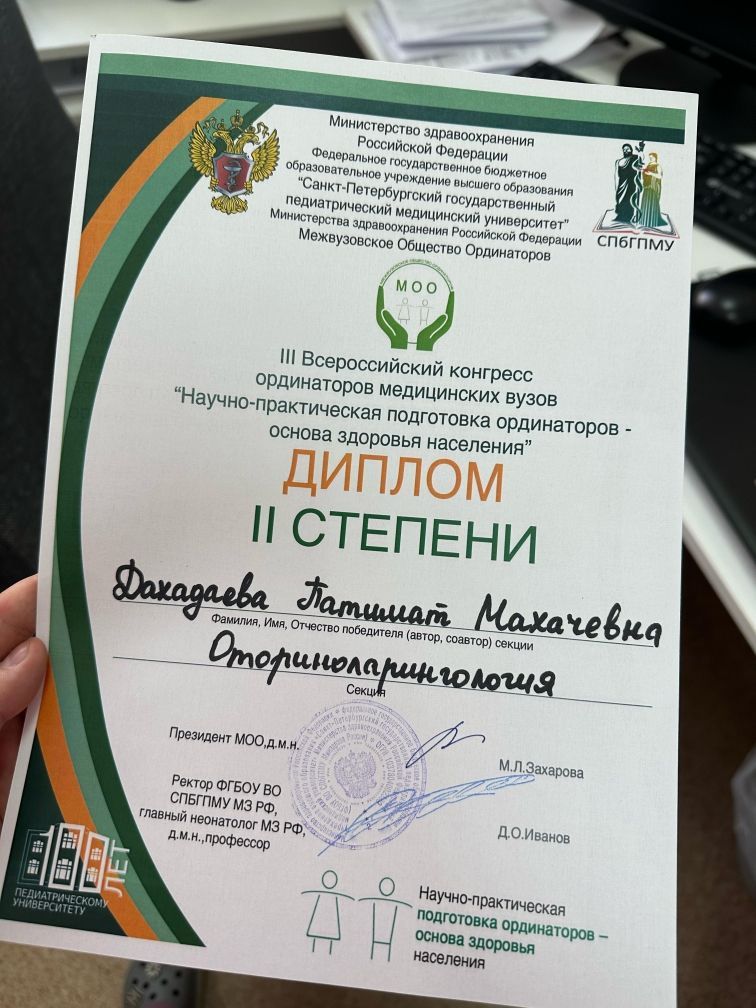 Министерство здравоохранения
Российской Федерации
Федеральное государственное бюджетное
образовательное учреждение высшего образования
"Санкт-Петербургский государственный
педиатрический медицинский университет"
Министерства здравоохранения Российской Федерации
Межвузовское Общество Ординаторов
СПбГПМУ
МОО
III Всероссийский конгресс
ординаторов медицинских вузов
"Научно-практическая подготовка ординаторов -
основа здоровья населения"
ДИПЛОМ
II СТЕПЕНИ
Дахадаева Патимат Махачевна
Фамилия, Имя, Отчество победителя (автор, соавтор) секции
Оториноларингология
Секция
Президент МОО,д.м.н.
М.Л.Захарова
Ректор ФГБОУ ВО
СПБГПМУ МЗ РФ,
главный неонатолог МЗ РФ,
д.м.н.,профессор
Д.О.Иванов
ЛЕТ
ПЕДИАТРИЧЕСКОМУ
УНИВЕРСИТЕТУ
Научно-практическая
подготовка ординаторов –
основа здоровья
населения